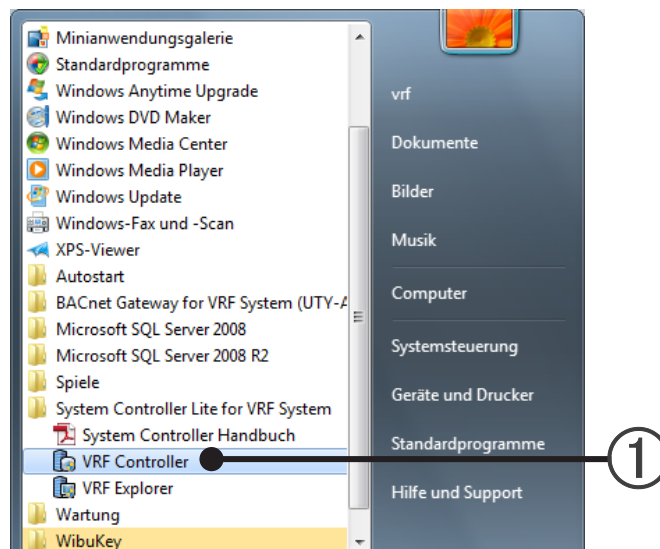 Minianwendungsgalerie
Standardprogramme
Windows Anytime Upgrade
Windows DVD Maker
Windows Media Center
Windows Media Player
Windows Update
Windows-Fax und -Scan
XPS-Viewer
Autostart
BACnet Gateway for VRF System (UTY-A
Microsoft SQL Server 2008
Microsoft SQL Server 2008 R2
Spiele
System Controller Lite for VRF System
System Controller Handbuch
VRF Controller
VRF Explorer
Wartung
WibuKey
vrf
Dokumente
Bilder
Musik
Computer
Systemsteuerung
Geräte und Drucker
Standardprogramme
Hilfe und Support
①